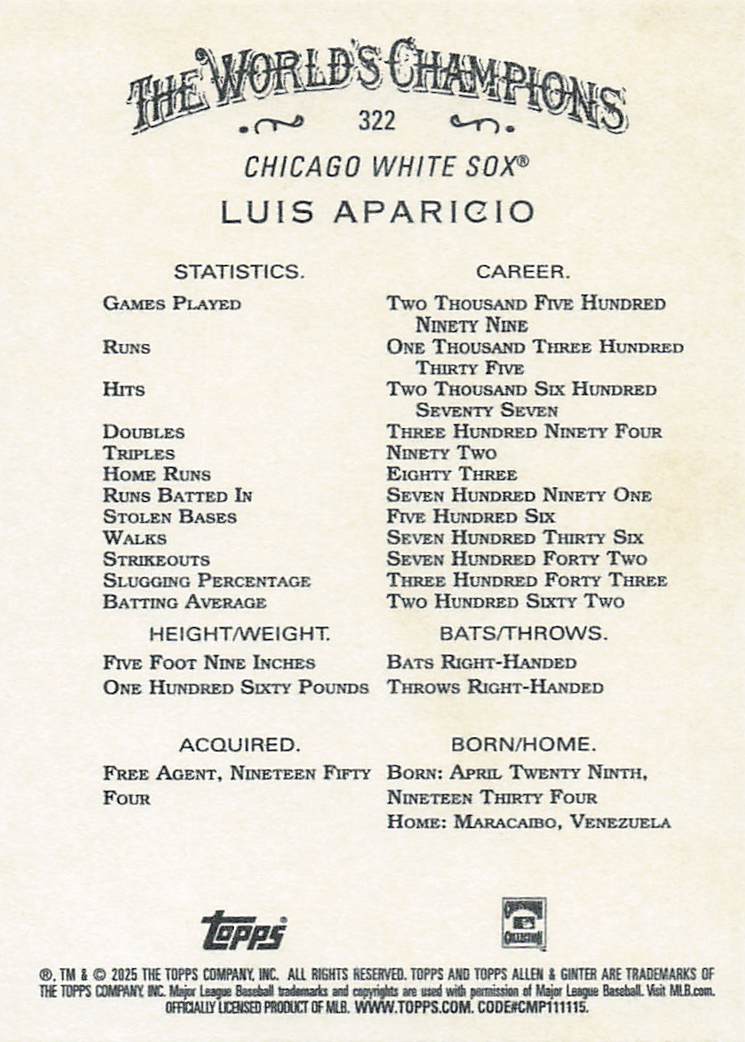 THE WORLD'S CHAMPIONS
322
CHICAGO WHITE SOX®
LUIS APARICIO
STATISTICS. CAREER.
GAMES PLAYED TWO THOUSAND FIVE HUNDRED
NINETY NINE
RUNS ONE THOUSAND THREE HUNDRED
THIRTY FIVE
HITS TWO THOUSAND SIX HUNDRED
SEVENTY SEVEN
DOUBLES THREE HUNDRED NINETY FOUR
TRIPLES NINETY TWO
HOME RUNS EIGHTY THREE
RUNS BATTED IN SEVEN HUNDRED NINETY ONE
STOLEN BASES FIVE HUNDRED SIX
WALKS SEVEN HUNDRED THIRTY SIX
STRIKEOUTS SEVEN HUNDRED FORTY TWO
SLUGGING PERCENTAGE THREE HUNDRED FORTY THREE
BATTING AVERAGE TWO HUNDRED SIXTY TWO
HEIGHT/WEIGHT. BATS/THROWS.
FIVE FOOT NINE INCHES BATS RIGHT-HANDED
ONE HUNDRED SIXTY POUNDS THROWS RIGHT-HANDED
ACQUIRED. BORN/HOME.
FREE AGENT, NINETEEN FIFTY BORN: APRIL TWENTY NINTH,
FOUR NINETEEN THIRTY FOUR
HOME: MARACAIBO, VENEZUELA
topps®
COOPERSTOWN
COLLECTION
®, TM & © 2025 THE TOPPS COMPANY, INC. ALL RIGHTS RESERVED. TOPPS AND TOPPS ALLEN & GINTER ARE TRADEMARKS OF
THE TOPPS COMPANY, INC. Major League Baseball trademarks and copyrights are used with permission of Major League Baseball. Visit MLB.com.
OFFICIALLY LICENSED PRODUCT OF MLB. WWW.TOPPS.COM. CODE#CMP111115.